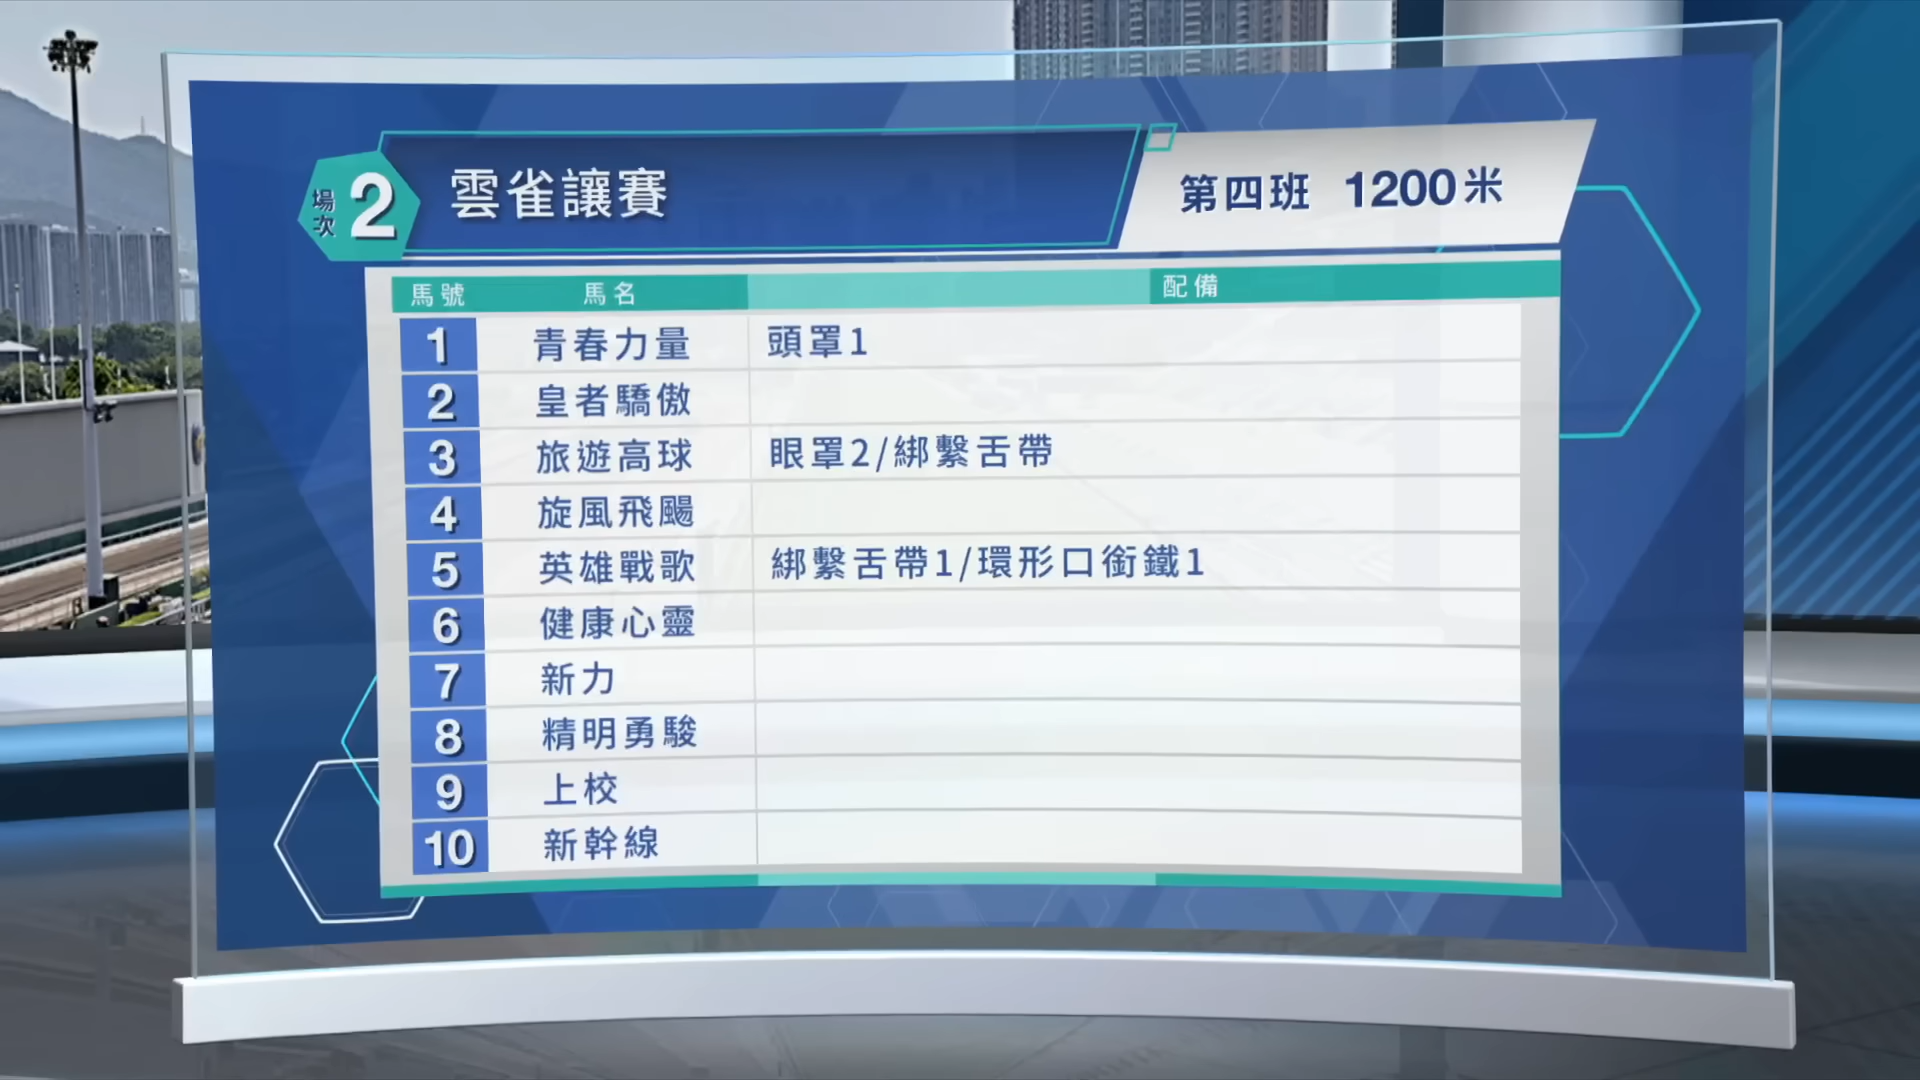 場次 2 雲雀讓賽 第四班 1200米
馬號 馬名 配備
1 青春力量 頭罩1
2 皇者驕傲
3 旅遊高球 眼罩2/綁繫舌帶
4 旋風飛颺
5 英雄戰歌 綁繫舌帶1/環形口銜鐵1
6 健康心靈
7 新力
8 精明勇駿
9 上校
10 新幹線